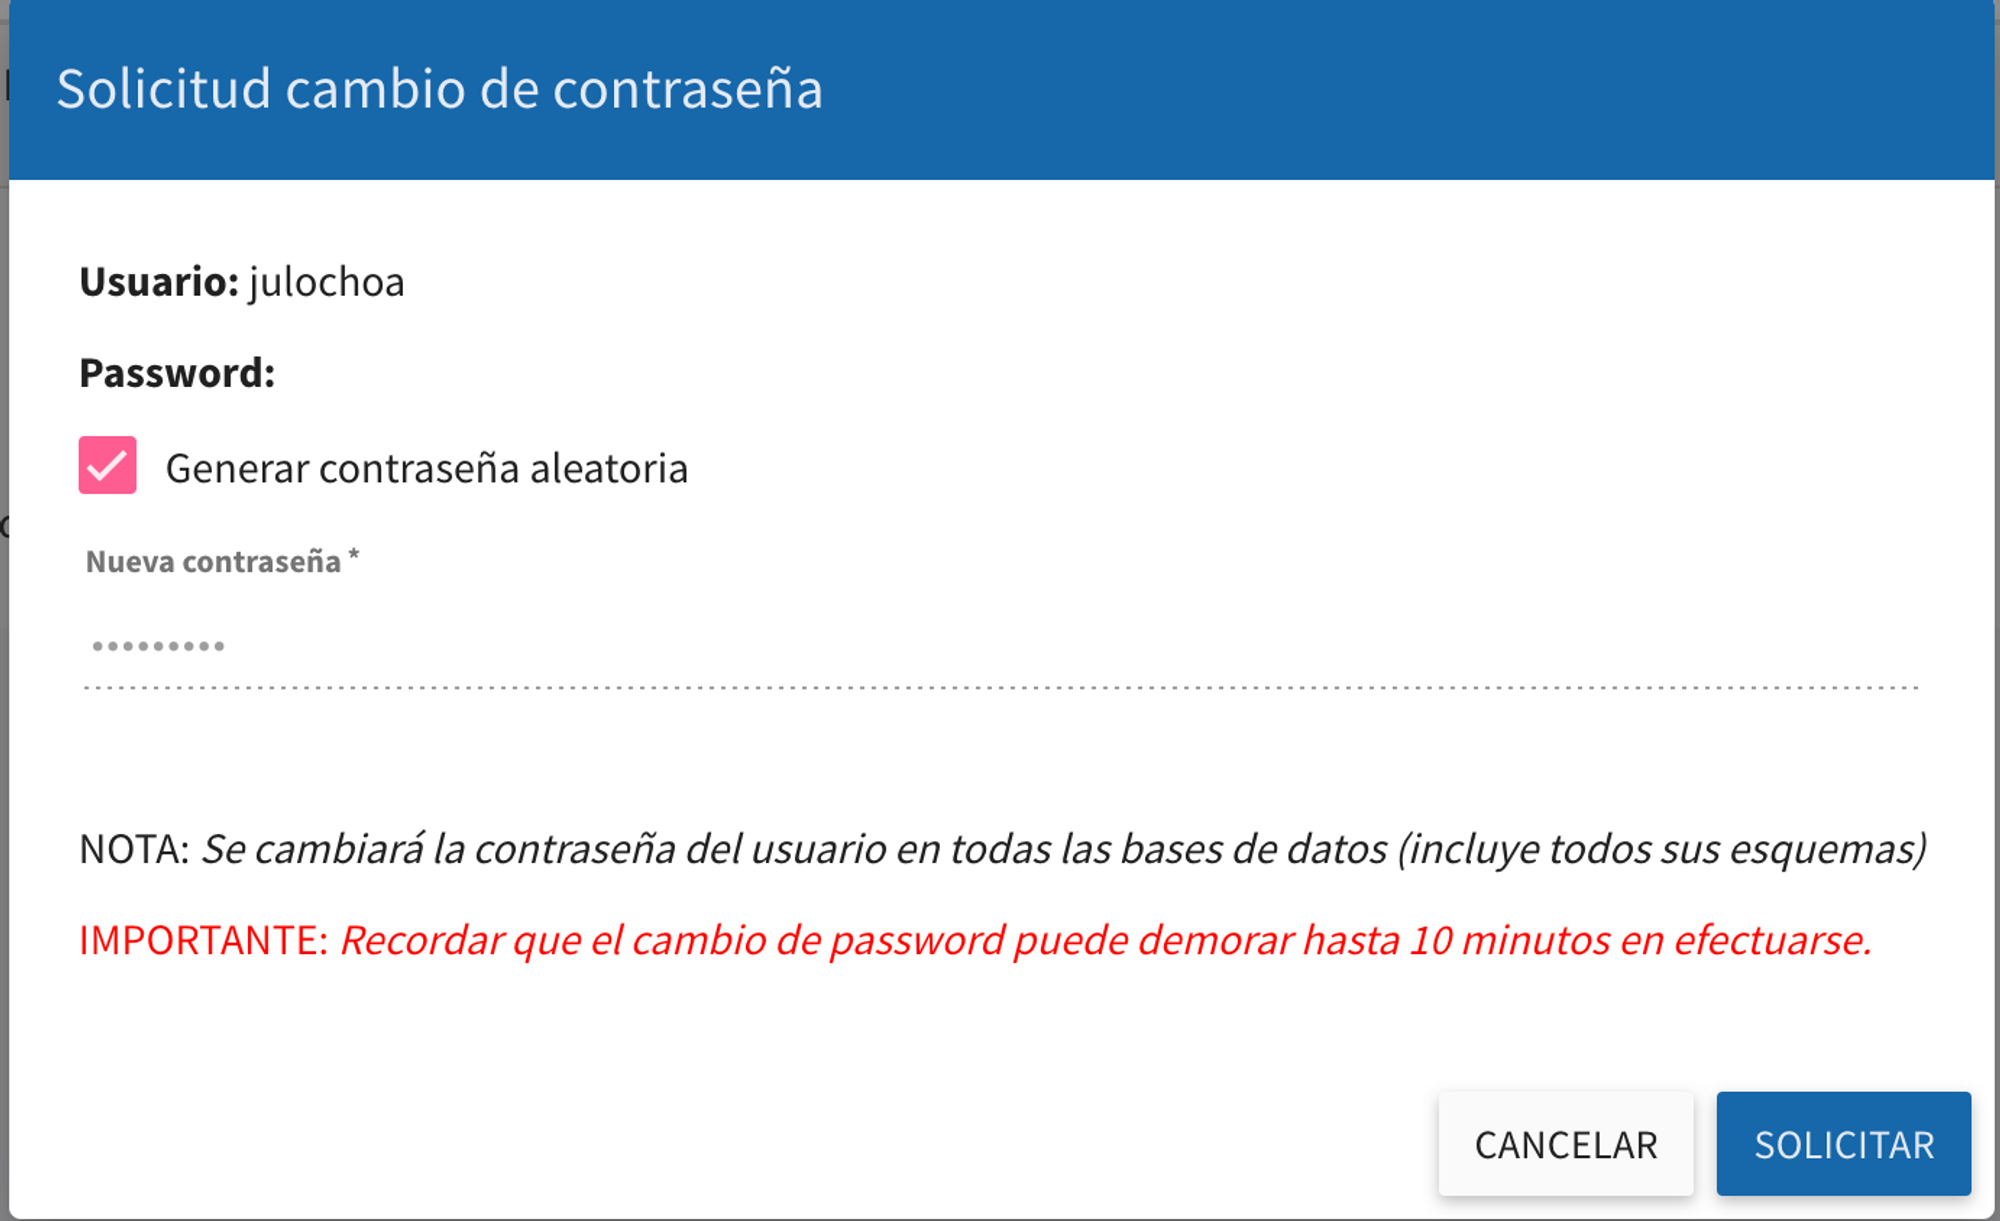 Solicitud cambio de contraseña
Usuario: julochoa
Password:
Generar contraseña aleatoria
Nueva contraseña *
•••••••••
NOTA: Se cambiará la contraseña del usuario en todas las bases de datos (incluye todos sus esquemas)
IMPORTANTE: Recordar que el cambio de password puede demorar hasta 10 minutos en efectuarse.
CANCELAR
SOLICITAR